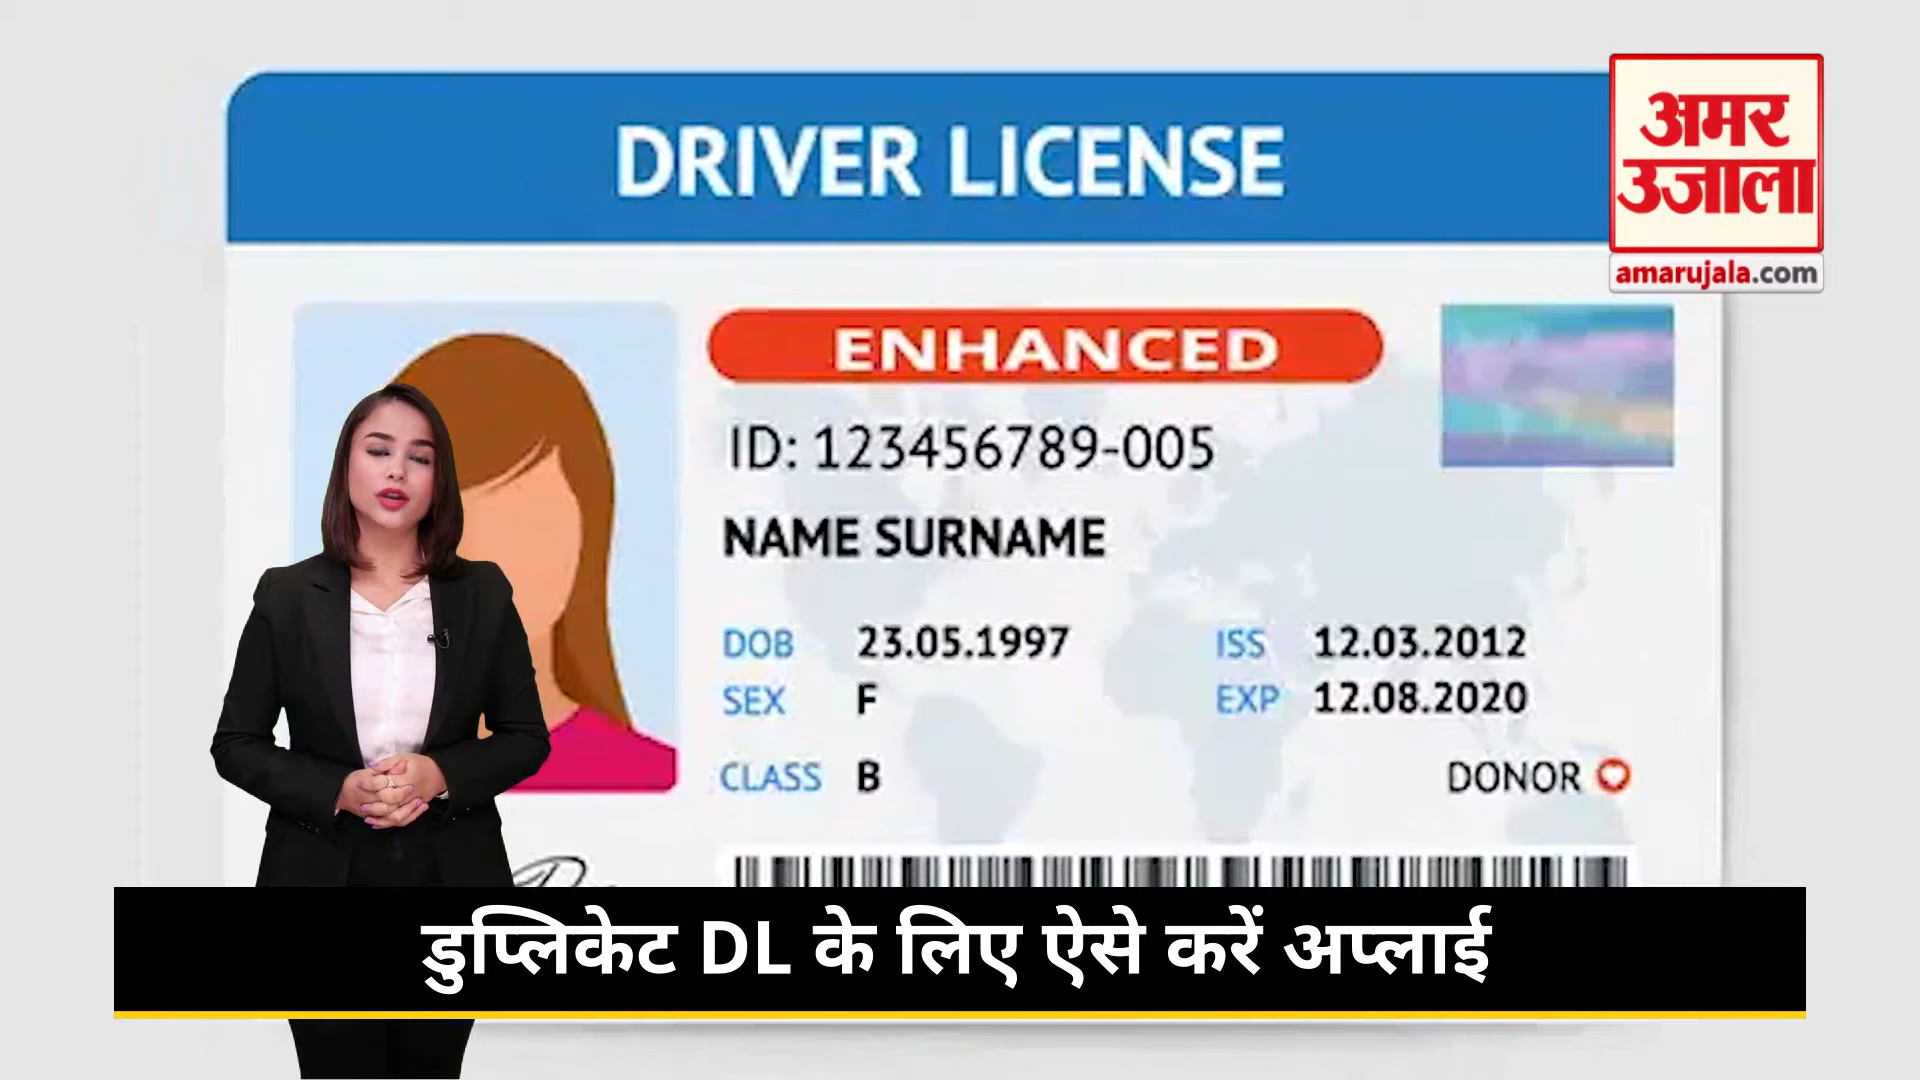 DRIVER LICENSE
अमर
उजाला
amarujala.com
ENHANCED
ID: 123456789-005
NAME SURNAME
DOB 23.05.1997 ISS 12.03.2012
SEX F EXP 12.08.2020
CLASS B DONOR
डुप्लिकेट DL के लिए ऐसे करें अप्लाई